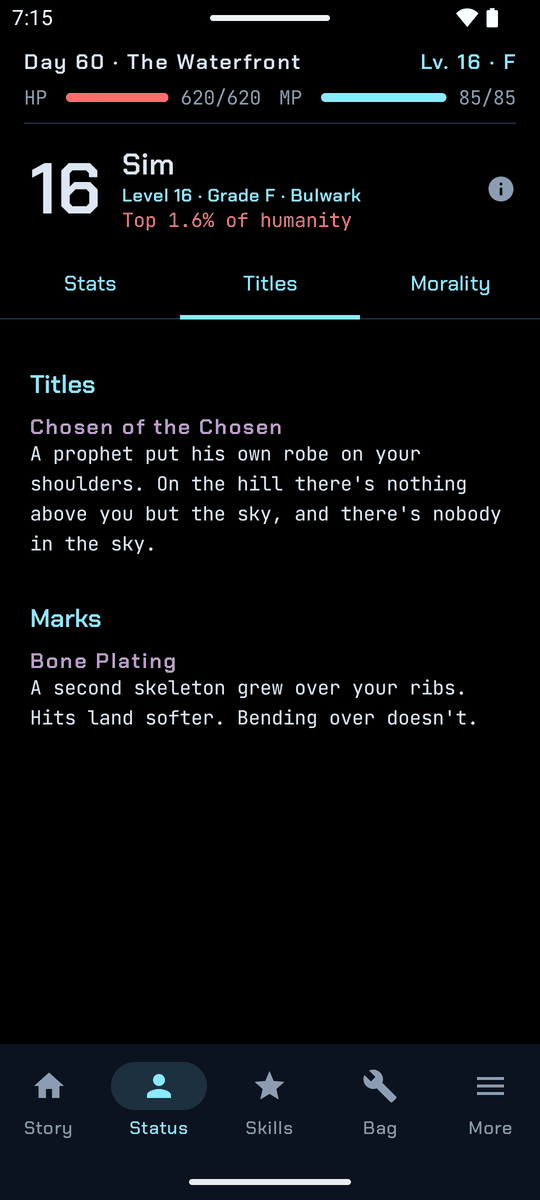 7:15
Day 60 · The Waterfront
Lv. 16 · F
HP 620/620 MP 85/85
16
Sim
Level 16 · Grade F · Bulwark
Top 1.6% of humanity
Stats Titles Morality
Titles
Chosen of the Chosen
A prophet put his own robe on your
shoulders. On the hill there's nothing
above you but the sky, and there's nobody
in the sky.
Marks
Bone Plating
A second skeleton grew over your ribs.
Hits land softer. Bending over doesn't.
Story Status Skills Bag More